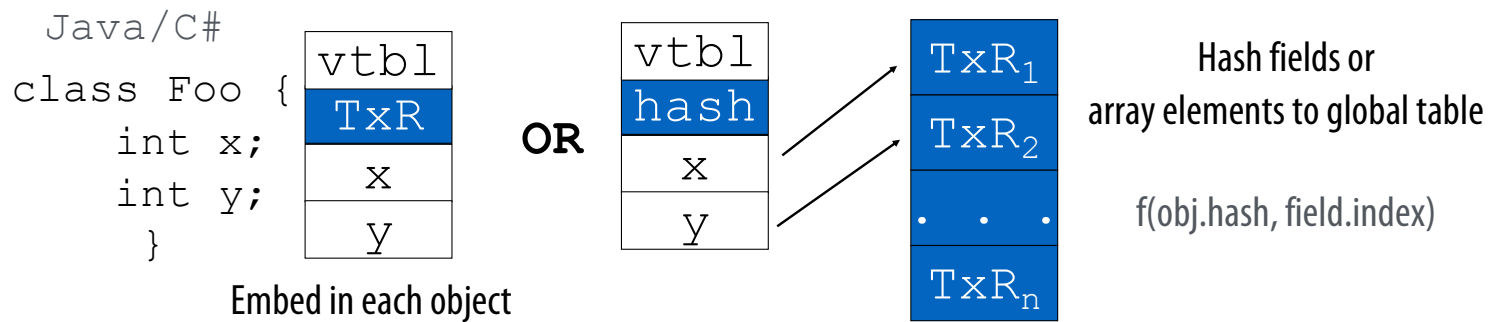 Java/C#
class Foo {
int x;
int y;
}
vtbl
TxR
x
y
Embed in each object
OR
vtbl
hash
x
y
TxR1
TxR2
. . .
TxRn
Hash fields or
array elements to global table
f(obj.hash, field.index)